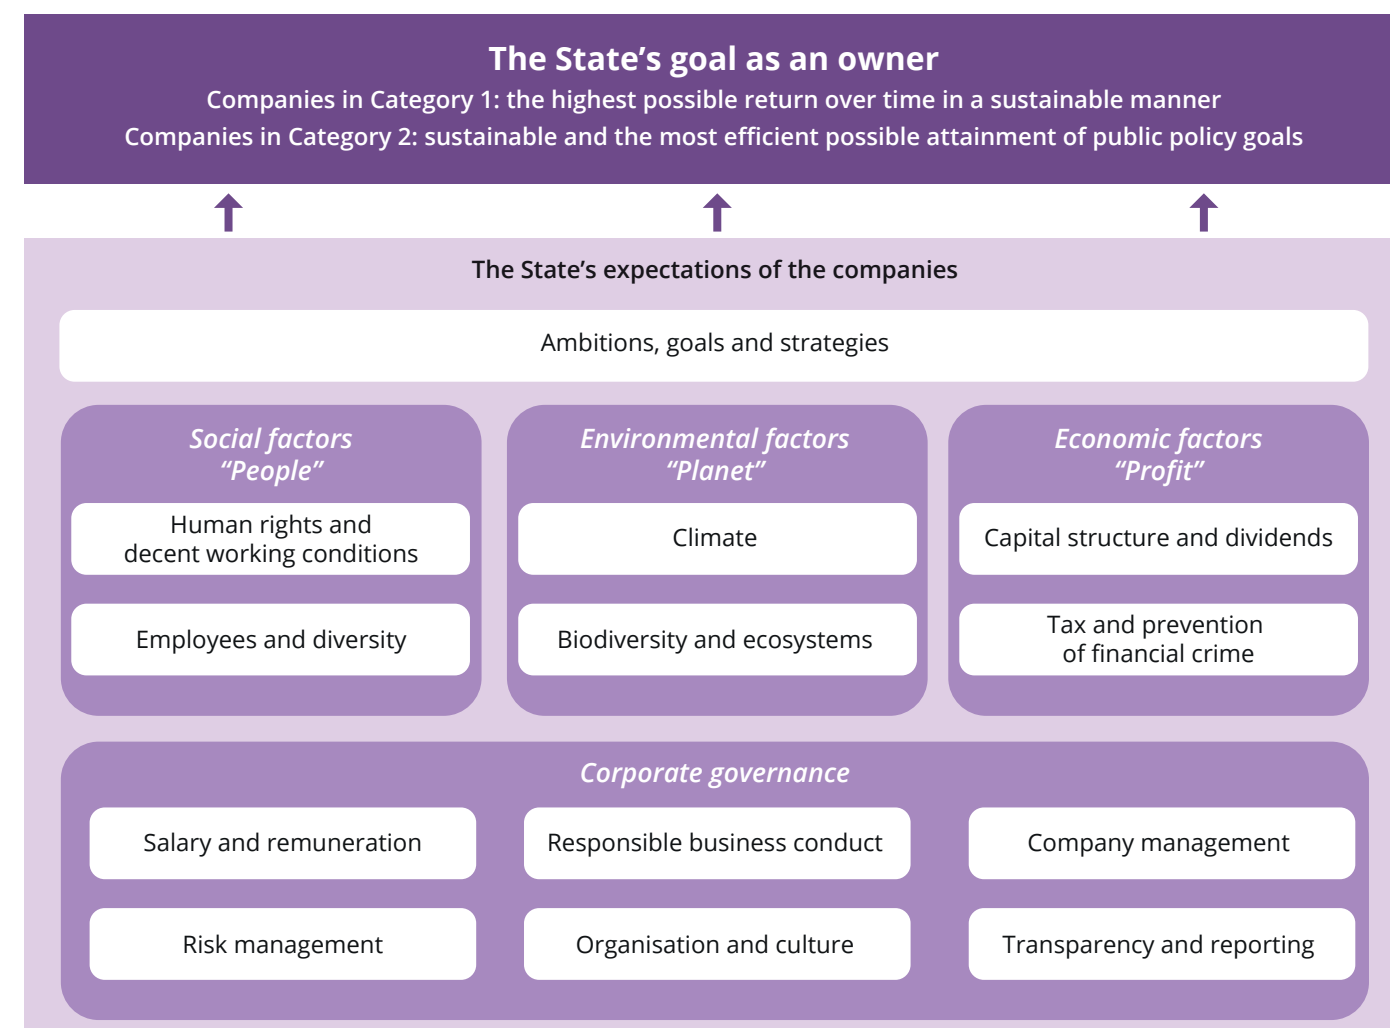 The State’s goal as an owner
Companies in Category 1: the highest possible return over time in a sustainable manner
Companies in Category 2: sustainable and the most efficient possible attainment of public policy goals
The State’s expectations of the companies
Ambitions, goals and strategies
Social factors
“People”
Human rights and
decent working conditions
Employees and diversity
Environmental factors
“Planet”
Climate
Biodiversity and ecosystems
Economic factors
“Profit”
Capital structure and dividends
Tax and prevention
of financial crime
Corporate governance
Salary and remuneration
Responsible business conduct
Company management
Risk management
Organisation and culture
Transparency and reporting